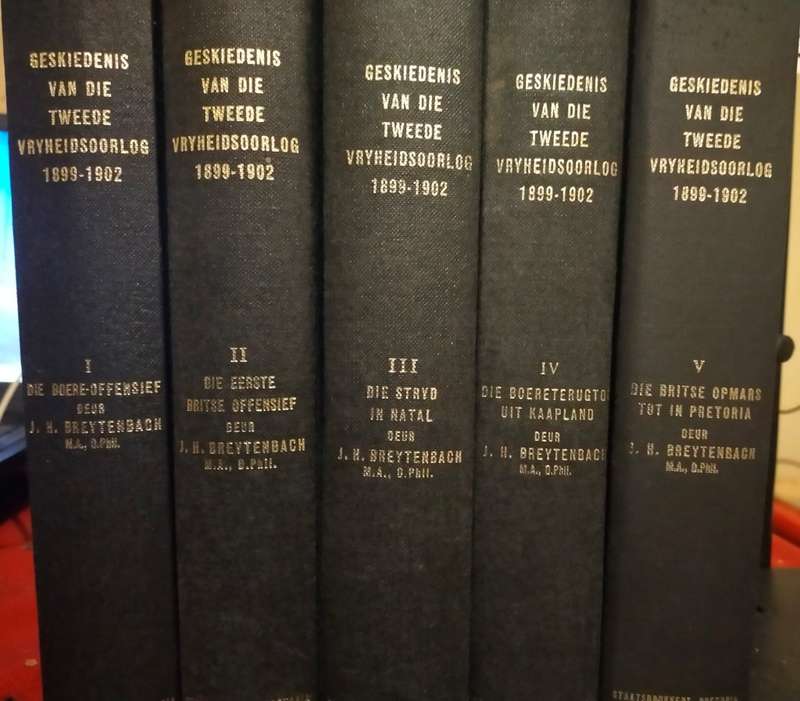 GESKIEDENIS
VAN DIE
TWEEDE
VRYHEIDSOORLOG
1899-1902
I
DIE BOERE-OFFENSIEF
DEUR
J. H. BREYTENBACH
M.A., D.Phil.
GESKIEDENIS
VAN DIE
TWEEDE
VRYHEIDSOORLOG
1899-1902
II
DIE EERSTE
BRITSE OFFENSIEF
DEUR
J. H. BREYTENBACH
M.A., D.Phil.
GESKIEDENIS
VAN DIE
TWEEDE
VRYHEIDSOORLOG
1899-1902
III
DIE STRYD
IN NATAL
DEUR
J. H. BREYTENBACH
M.A., D.Phil.
GESKIEDENIS
VAN DIE
TWEEDE
VRYHEIDSOORLOG
1899-1902
IV
DIE BOERETERUGTO
UIT KAAPLAND
DEUR
J. H. BREYTENBACH
M.A., D.Phil.
GESKIEDENIS
VAN DIE
TWEEDE
VRYHEIDSOORLOG
1899-1902
V
DIE BRITSE OPMARS
TOT IN PRETORIA
DEUR
J. H. BREYTENBACH
M.A., D.Phil.